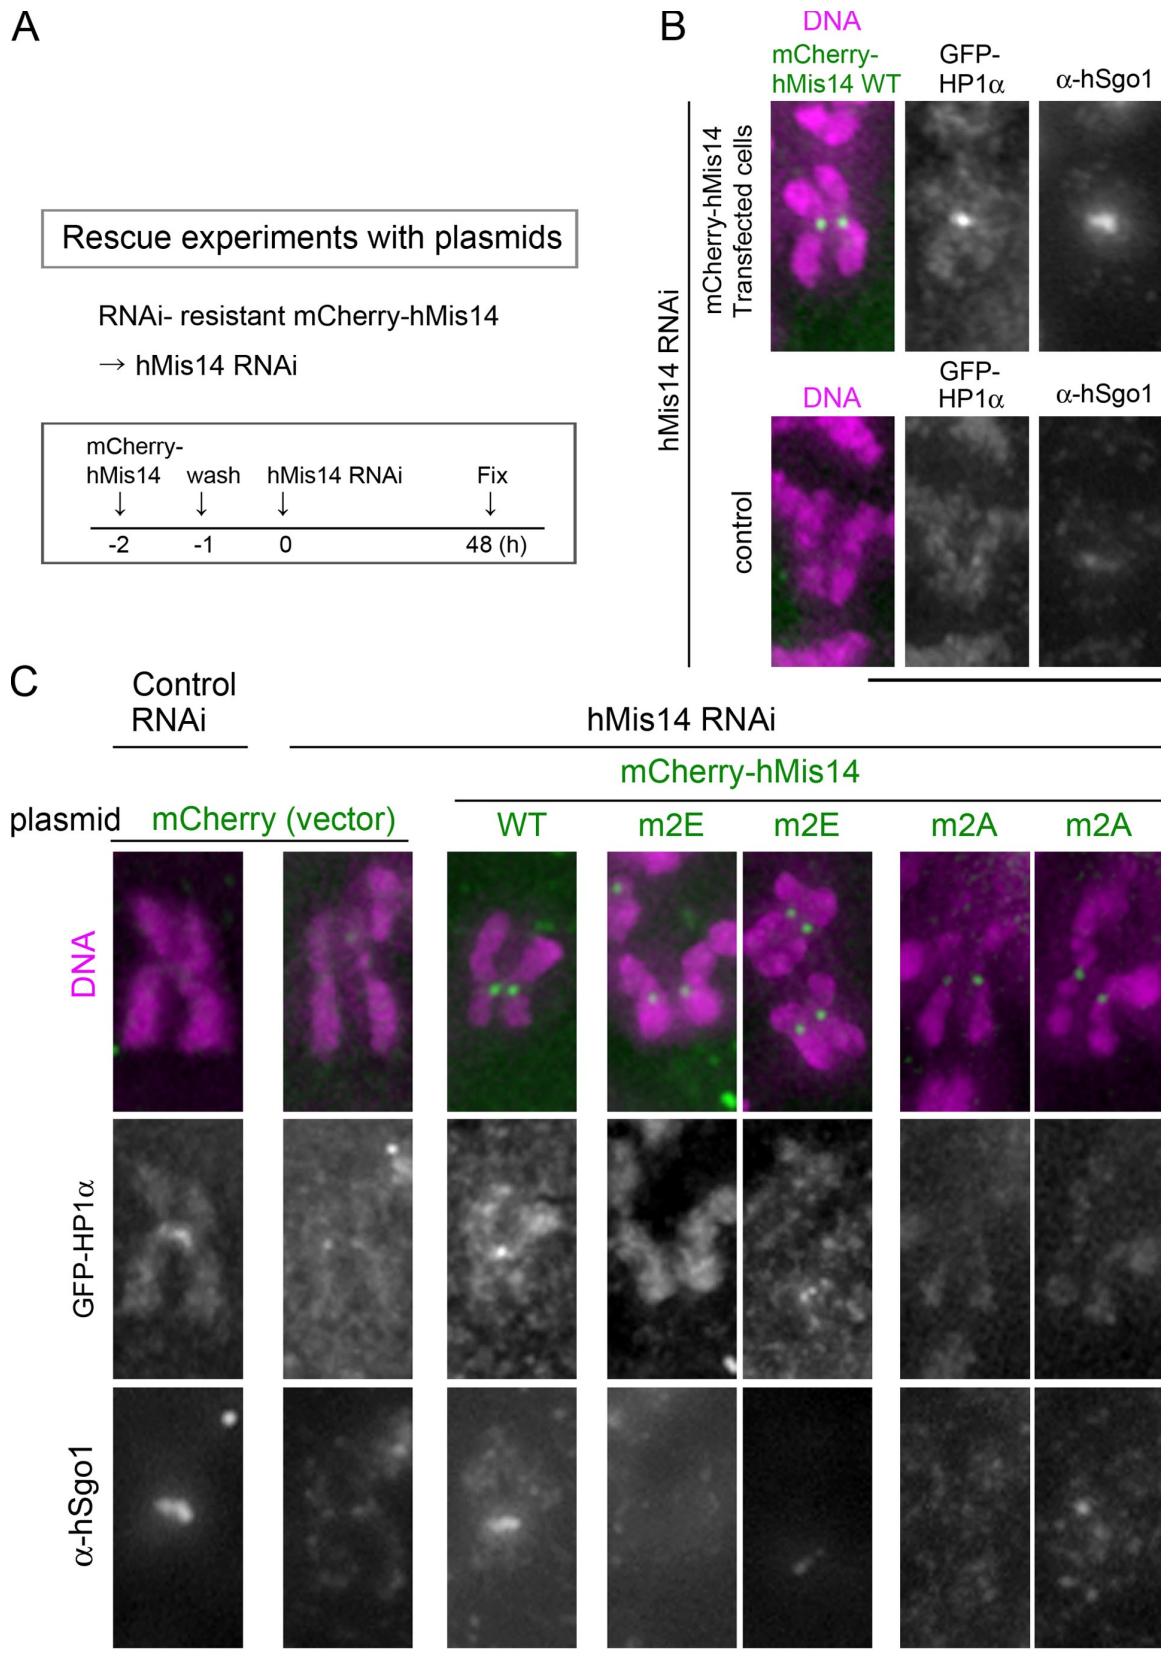 A
Rescue experiments with plasmids
RNAi- resistant mCherry-hMis14
→ hMis14 RNAi
mCherry-
hMis14 wash hMis14 RNAi Fix
↓ ↓ ↓ ↓
-2 -1 0 48 (h)
B
hMis14 RNAi
mCherry-hMis14
Transfected cells
DNA
mCherry-
hMis14 WT
GFP-
HP1α
α-hSgo1
control
DNA
GFP-
HP1α
α-hSgo1
C
Control
RNAi
hMis14 RNAi
mCherry-hMis14
plasmid mCherry (vector) WT m2E m2E m2A m2A
DNA
GFP-HP1α
α-hSgo1